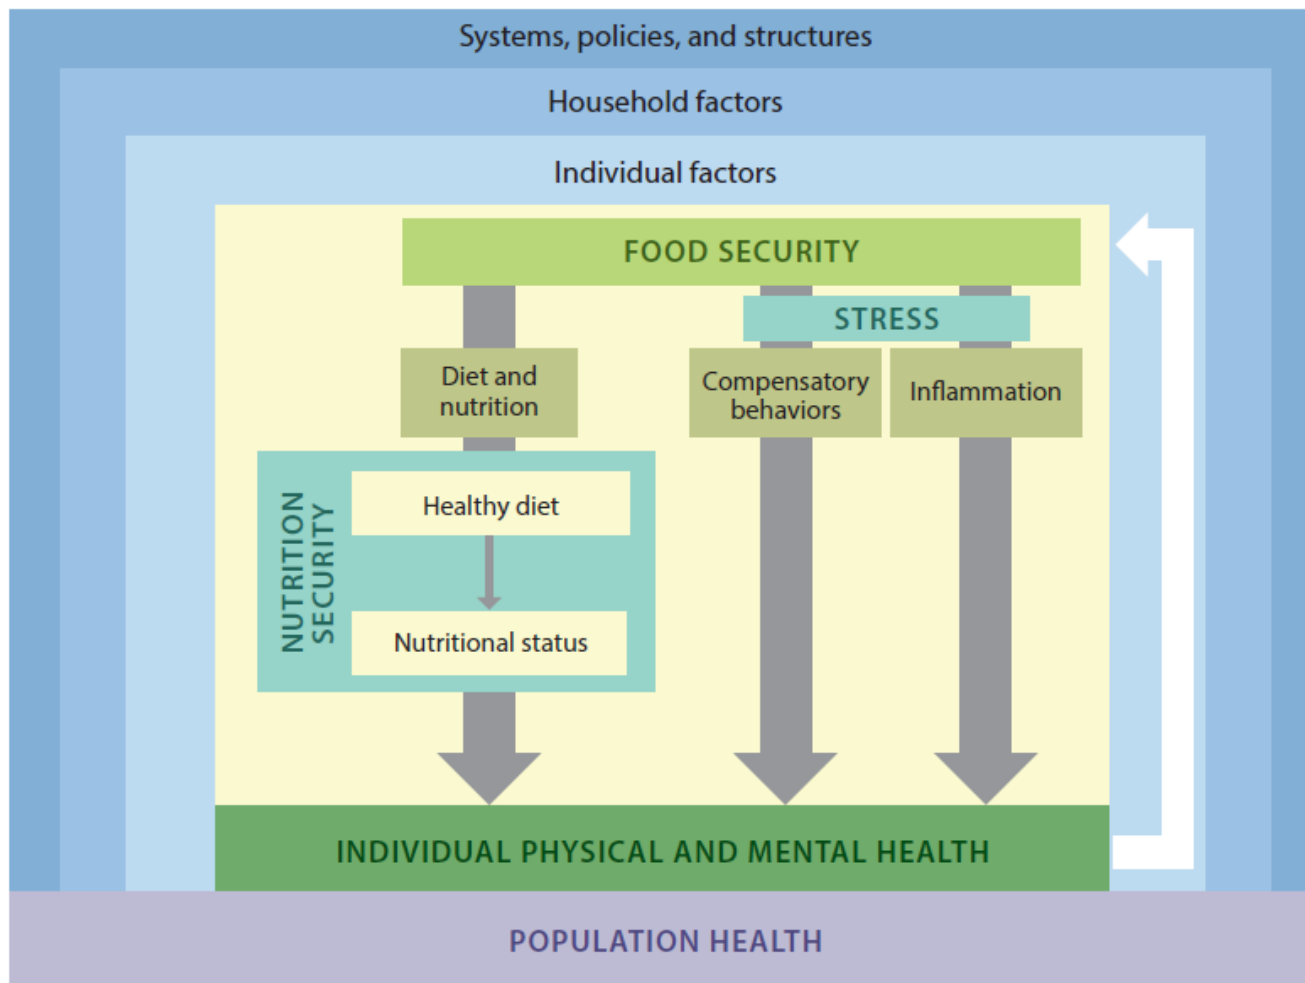 Systems, policies, and structures
Household factors
Individual factors
FOOD SECURITY
STRESS
Diet and
nutrition
Compensatory
behaviors
Inflammation
NUTRITION
SECURITY
Healthy diet
Nutritional status
INDIVIDUAL PHYSICAL AND MENTAL HEALTH
POPULATION HEALTH